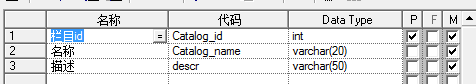 名称 代码 Data Type P F M
1 栏目id = Catalog_id int
2 名称 Catalog_name varchar(20)
3 描述 descr varchar(50)